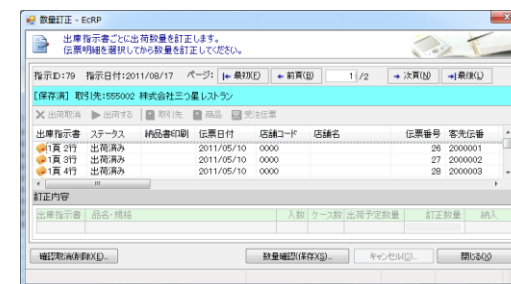 数量訂正 - EcRP
出庫指示書ごとに出荷数量を訂正します。
伝票明細を選択してから数量を訂正してください。
指示ID:79 指示日付:2011/08/17 ページ: 最初(F) 前頁(B) 1 /2 次頁(N) 最後(L)
[保存済] 取引先:555002 株式会社三つ星レストラン
出荷取消 出荷する 取引先 商品 受注伝票
出庫指示書 ステータス 納品書印刷 伝票日付 店舗コード 店舗名 伝票番号 客先伝番
1頁 2行 出荷済み 2011/05/10 0000 26 2000001
1頁 3行 出荷済み 2011/05/10 0000 27 2000002
1頁 4行 出荷済み 2011/05/10 0000 28 2000003
訂正内容
出庫指示書 品名・規格 入数 ケース数 出荷予定数量 訂正数量 納入
確認取消(削除)(E)... 数量確認(保存)(S)... キャンセル(C)... 閉じる(X)